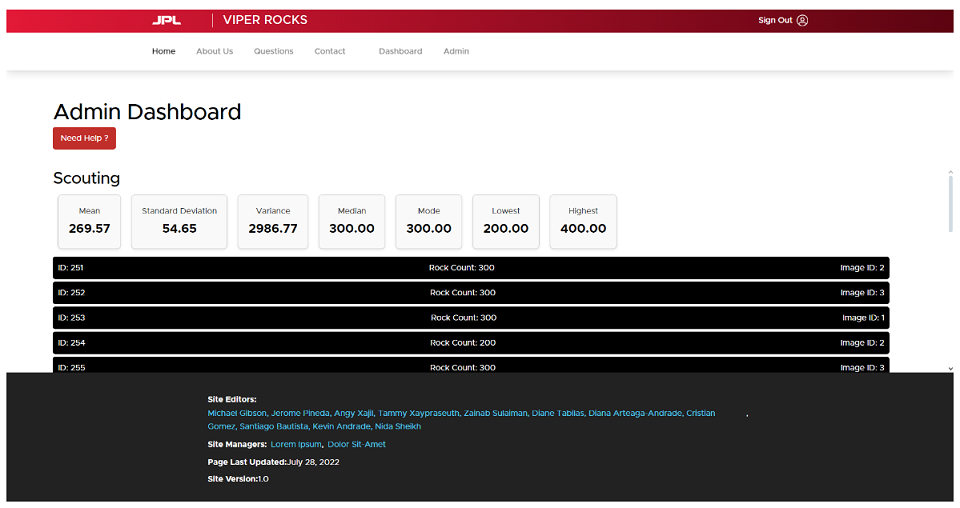 JPL VIPER ROCKS Sign Out
Home About Us Questions Contact Dashboard Admin
Admin Dashboard
Need Help ?
Scouting
Mean Standard Deviation Variance Median Mode Lowest Highest
269.57 54.65 2986.77 300.00 300.00 200.00 400.00
ID: 251 Rock Count: 300 Image ID: 2
ID: 252 Rock Count: 300 Image ID: 3
ID: 253 Rock Count: 300 Image ID: 1
ID: 254 Rock Count: 200 Image ID: 2
ID: 255 Rock Count: 300 Image ID: 3
Site Editors:
Michael Gibson, Jerome Pineda, Angy Xajil, Tammy Xaypraseuth, Zainab Sulaiman, Diane Tabilas, Diana Arteaga-Andrade, Cristian ,
Gomez, Santiago Bautista, Kevin Andrade, Nida Sheikh
Site Managers: Lorem Ipsum, Dolor Sit-Amet
Page Last Updated:July 28, 2022
Site Version:1.0